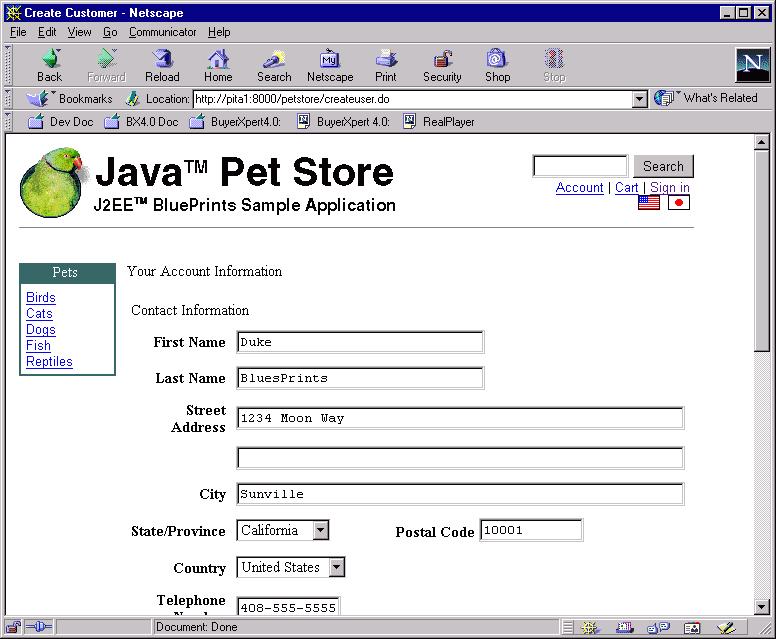 Create Customer - Netscape
File Edit View Go Communicator Help
Back Forward Reload Home Search Netscape Print Security Shop Stop
My
N
Bookmarks Location: http://pita1:8000/petstore/createuser.do What's Related
Dev Doc BX4.0 Doc BuyerXpert4.0: BuyerXpert 4.0: RealPlayer
Java™ Pet Store
J2EE™ BluePrints Sample Application
Search
Account | Cart | Sign in
Pets
Birds
Cats
Dogs
Fish
Reptiles
Your Account Information
Contact Information
First Name Duke
Last Name BluesPrints
Street
Address 1234 Moon Way
City Sunville
State/Province California Postal Code 10001
Country United States
Telephone
408-555-5555
Document: Done